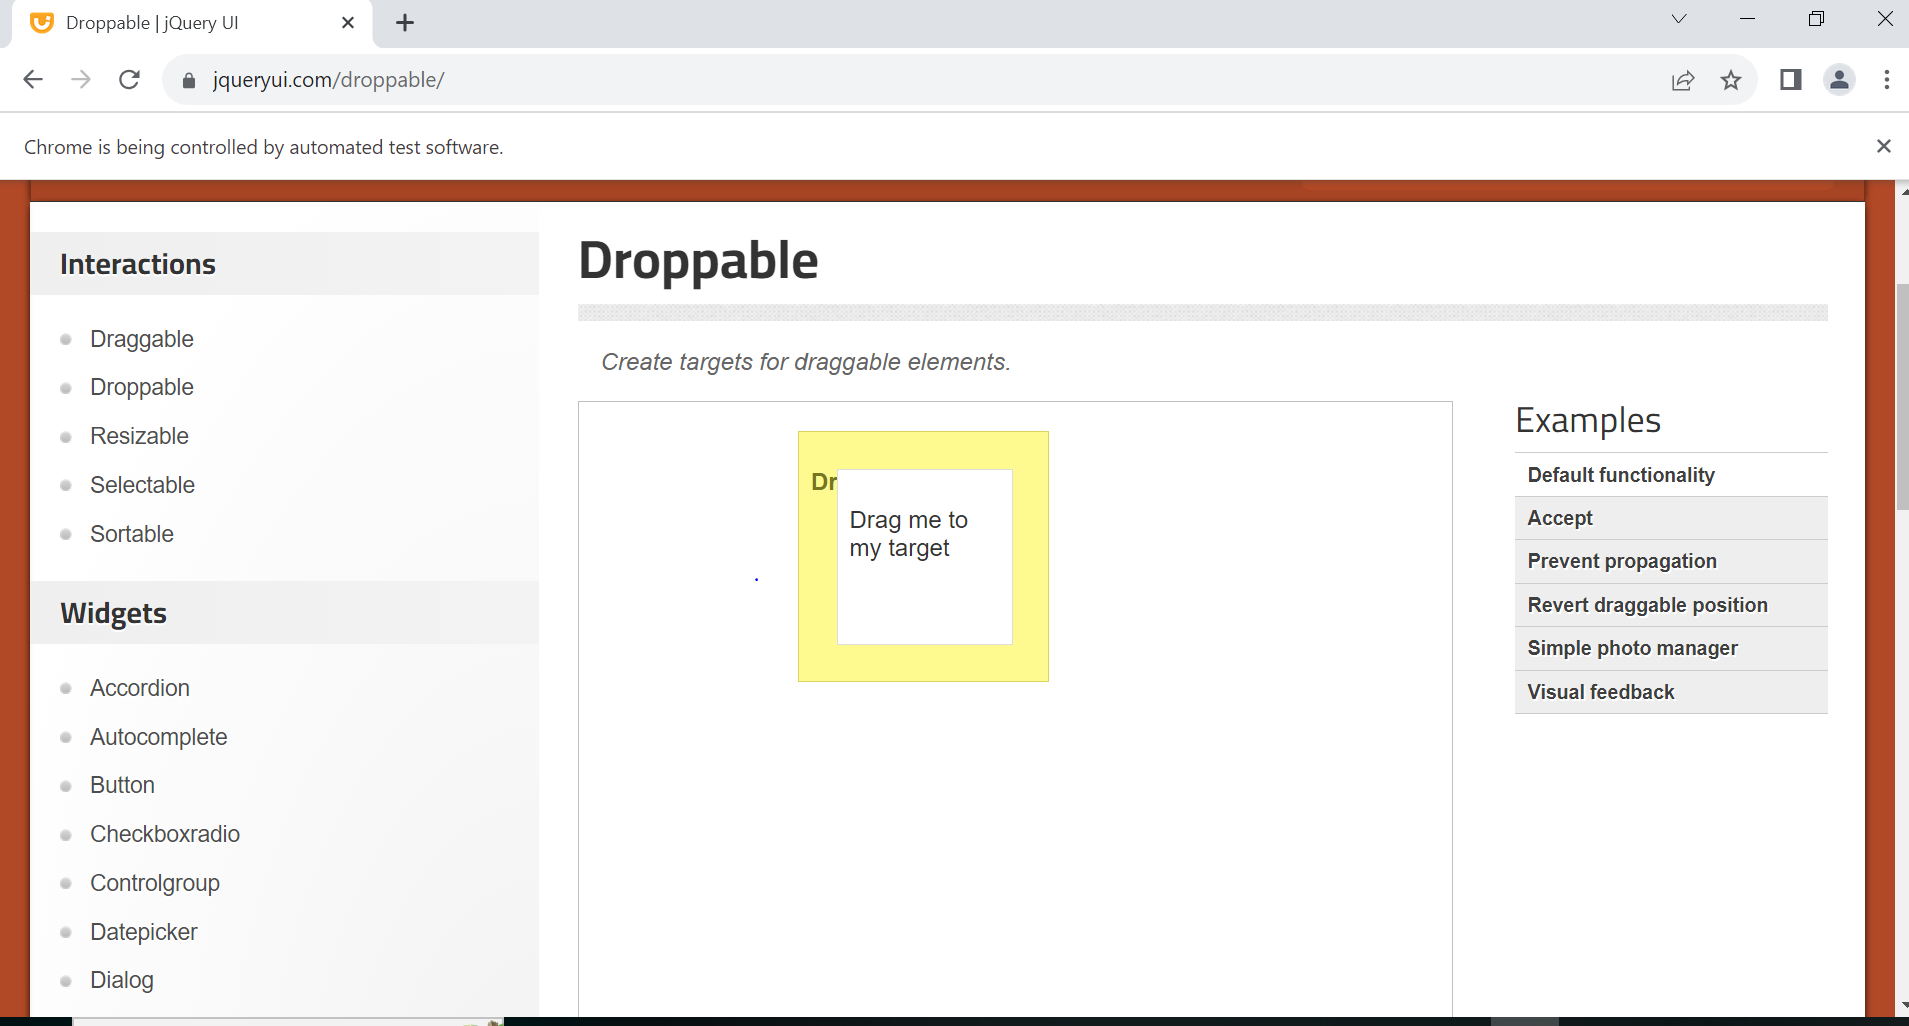 Droppable | jQuery UI
jqueryui.com/droppable/
Chrome is being controlled by automated test software.
Interactions
Draggable
Droppable
Resizable
Selectable
Sortable
Widgets
Accordion
Autocomplete
Button
Checkboxradio
Controlgroup
Datepicker
Dialog
Droppable
Create targets for draggable elements.
Dr
Drag me to
my target
Examples
Default functionality
Accept
Prevent propagation
Revert draggable position
Simple photo manager
Visual feedback